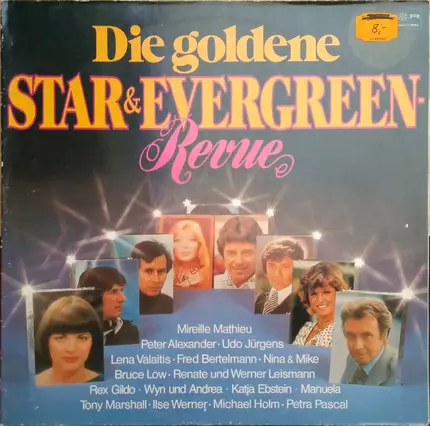 Die goldene
STAR & EVERGREEN-
Revue
8,-
Mireille Mathieu
Peter Alexander · Udo Jürgens
Lena Valaitis · Fred Bertelmann · Nina & Mike
Bruce Low · Renate und Werner Leismann
Rex Gildo · Wyn und Andrea · Katja Ebstein · Manuela
Tony Marshall · Ilse Werner · Michael Holm · Petra Pascal